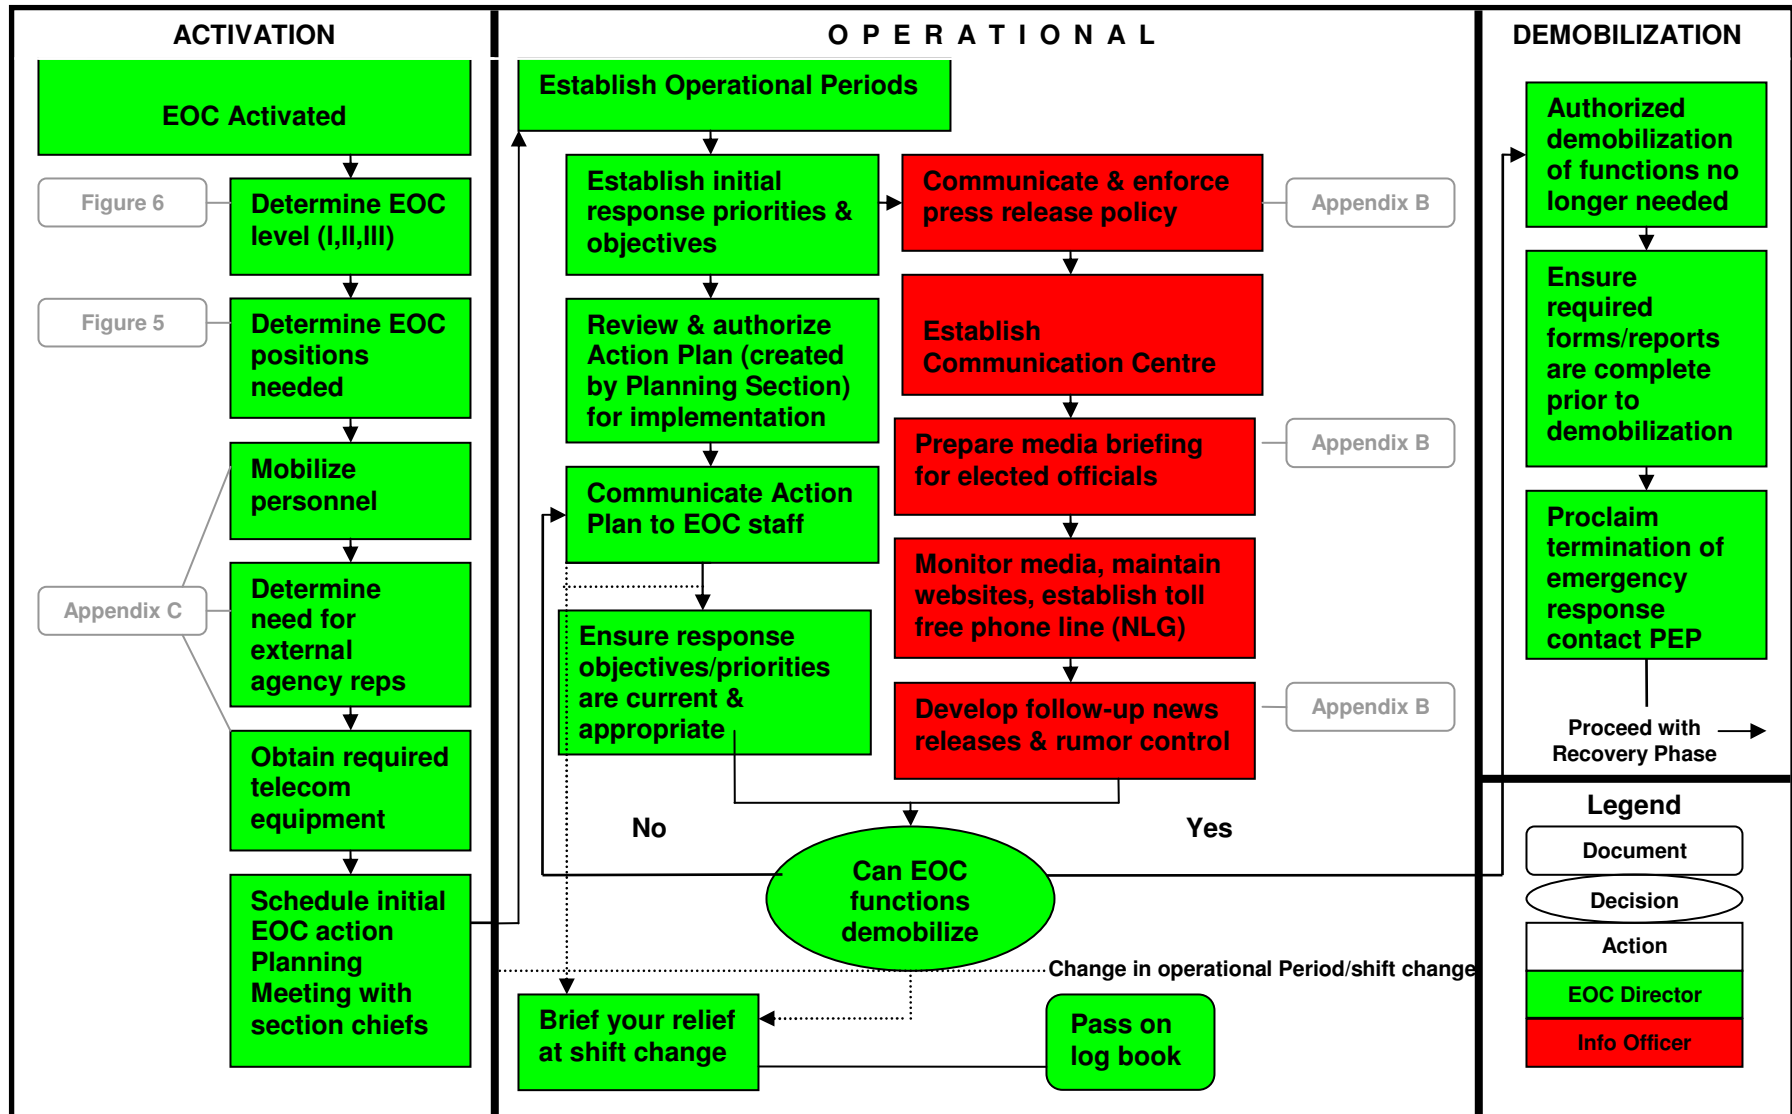 ACTIVATION
EOC Activated
Figure 6
Determine EOC
level (I,II,III)
Figure 5
Determine EOC
positions
needed
Mobilize
personnel
Appendix C
Determine
need for
external
agency reps
Obtain required
telecom
equipment
Schedule initial
EOC action
Planning
Meeting with
section chiefs
O P E R A T I O N A L
Establish Operational Periods
Establish initial
response priorities &
objectives
Review & authorize
Action Plan (created
by Planning Section)
for implementation
Communicate Action
Plan to EOC staff
Ensure response
objectives/priorities
are current &
appropriate
Communicate & enforce
press release policy
Appendix B
Establish
Communication Centre
Prepare media briefing
for elected officials
Appendix B
Monitor media, maintain
websites, establish toll
free phone line (NLG)
Develop follow-up news
releases & rumor control
Appendix B
No
Yes
Can EOC
functions
demobilize
Change in operational Period/shift change
Brief your relief
at shift change
Pass on
log book
DEMOBILIZATION
Authorized
demobilization
of functions no
longer needed
Ensure
required
forms/reports
are complete
prior to
demobilization
Proclaim
termination of
emergency
response
contact PEP
Proceed with
Recovery Phase
Legend
Document
Decision
Action
EOC Director
Info Officer